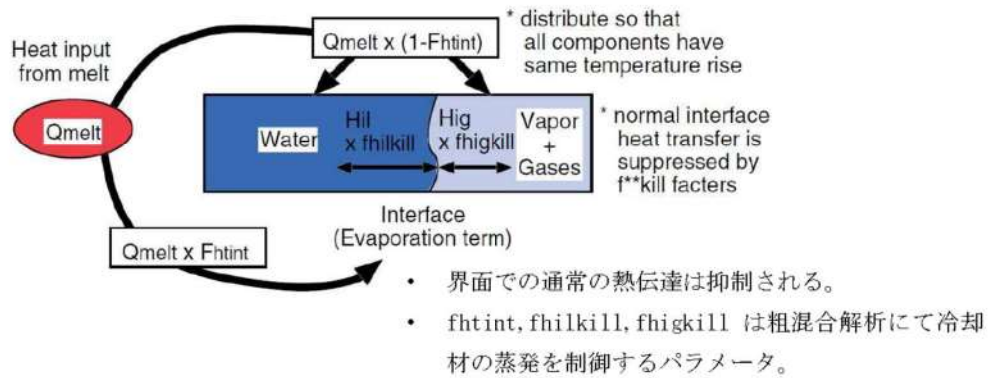 Heat input
from melt
Qmelt
Qmelt x (1-Fhtint)
* distribute so that
all components have
same temperature rise
Water
Hil
x fhilkill
Hig
x fhigkill
Vapor
+
Gases
* normal interface
heat transfer is
suppressed by
f**kill facters
Interface
(Evaporation term)
Qmelt x Fhtint
・ 界面での通常の熱伝達は抑制される。
・ fhtint,fhilkill,fhigkill は粗混合解析にて冷却
材の蒸発を制御するパラメータ。